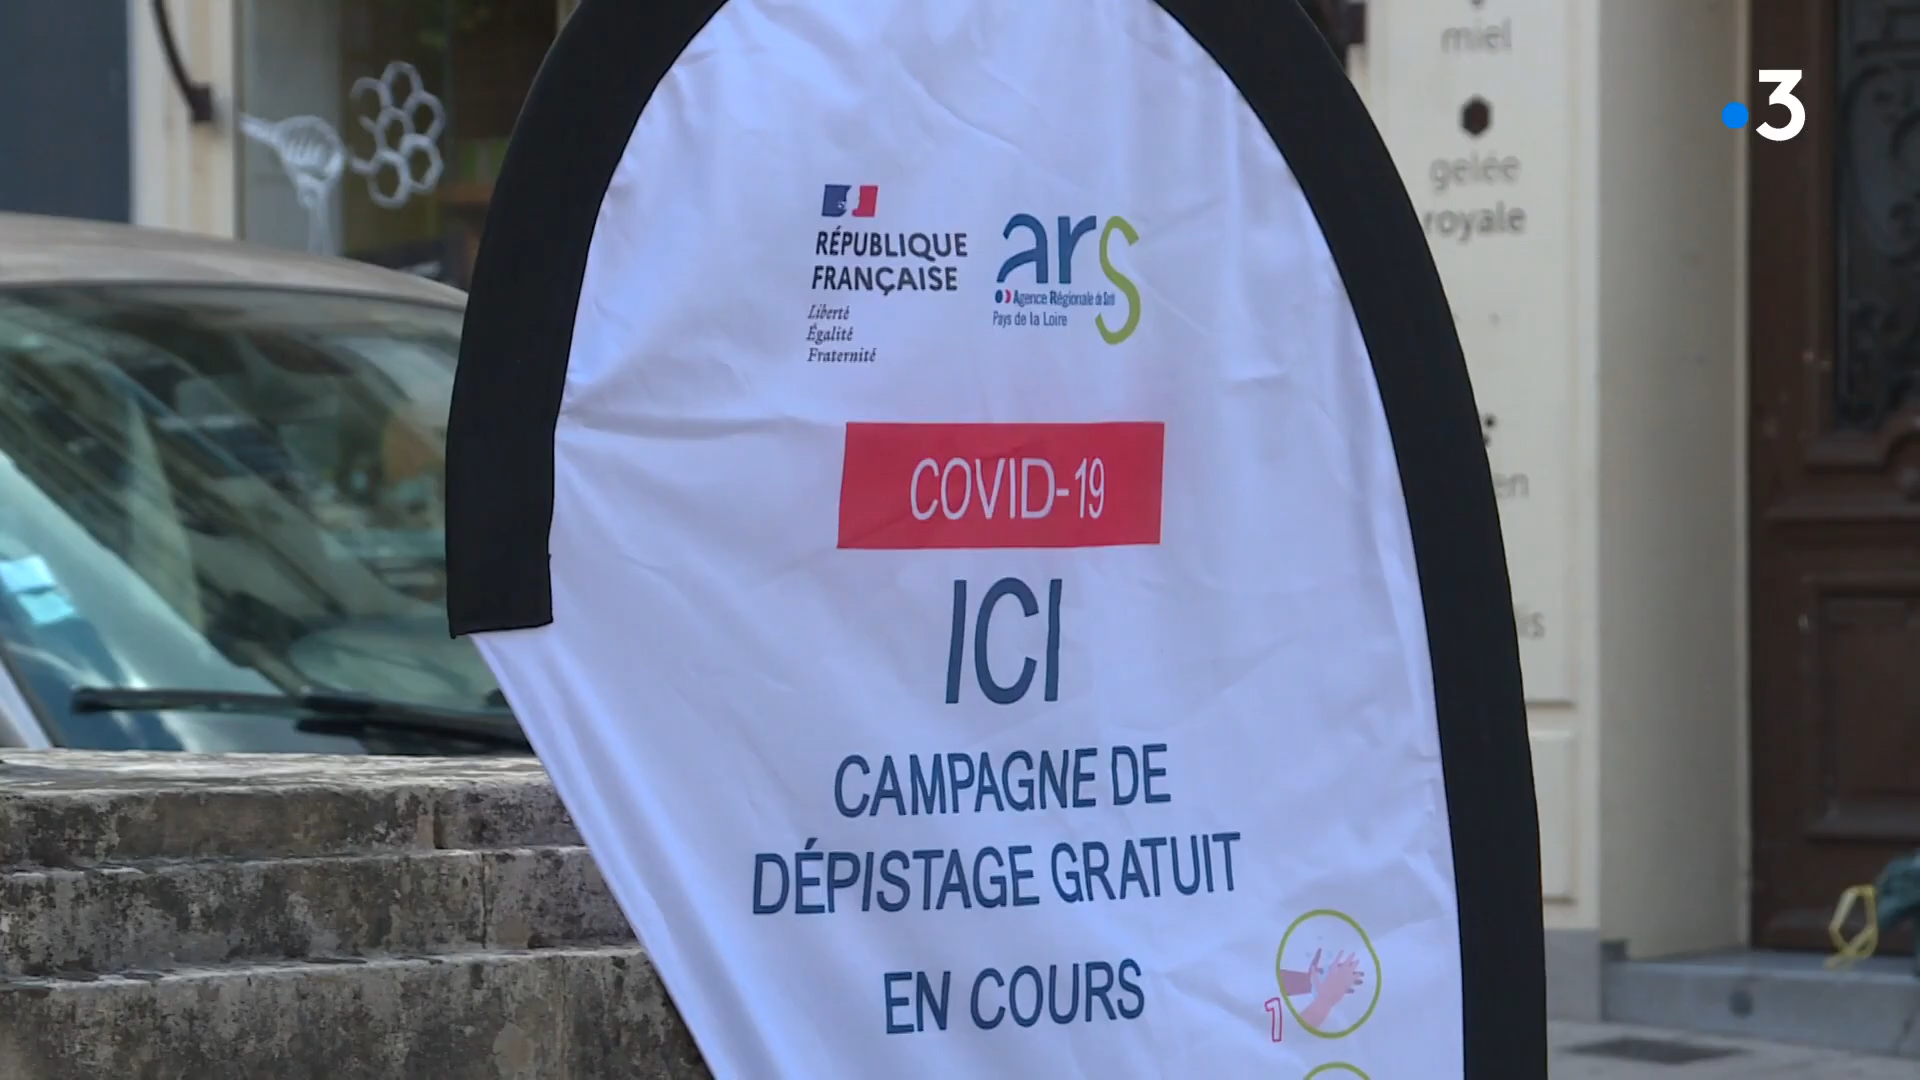 miel
gelée
royale
3
RÉPUBLIQUE
FRANÇAISE
Liberté
Égalité
Fraternité
ars
Agence Régionale de Santé
Pays de la Loire
COVID-19
ICI
CAMPAGNE DE
DÉPISTAGE GRATUIT
EN COURS
1